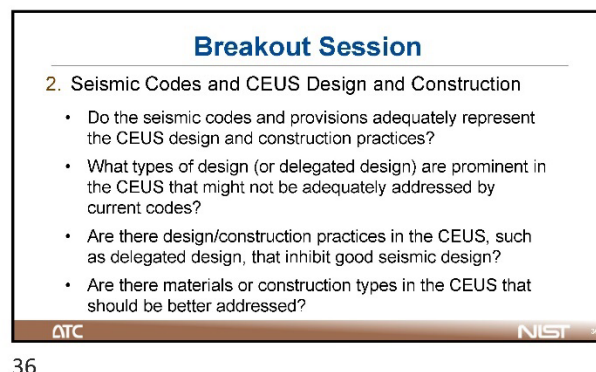 Breakout Session
2. Seismic Codes and CEUS Design and Construction
• Do the seismic codes and provisions adequately represent
the CEUS design and construction practices?
• What types of design (or delegated design) are prominent in
the CEUS that might not be adequately addressed by
current codes?
• Are there design/construction practices in the CEUS, such
as delegated design, that inhibit good seismic design?
• Are there materials or construction types in the CEUS that
should be better addressed?
ATC NIST
36